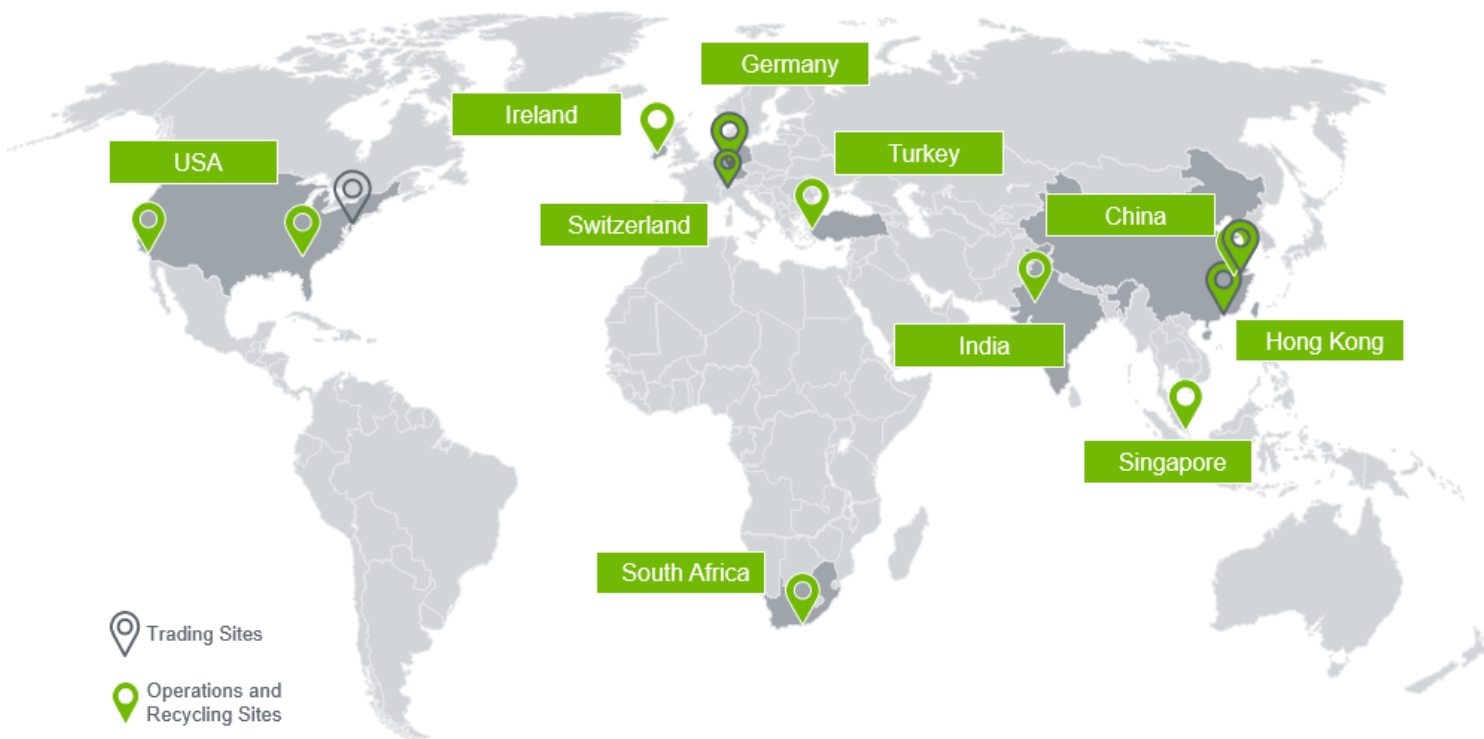 Germany
Ireland
USA
Turkey
Switzerland
China
India
Hong Kong
Singapore
South Africa
Trading Sites
Operations and
Recycling Sites